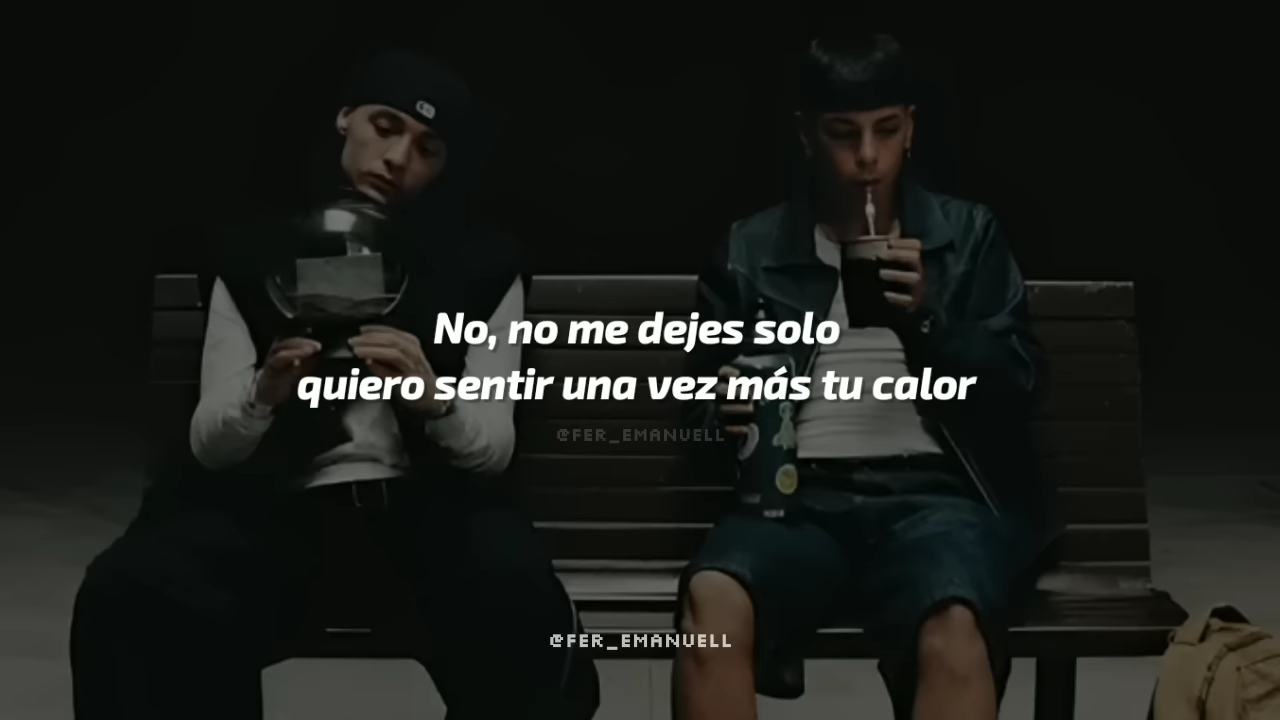 No, no me dejes solo
quiero sentir una vez más tu calor
@FER_EMANUELL
@FER_EMANUELL